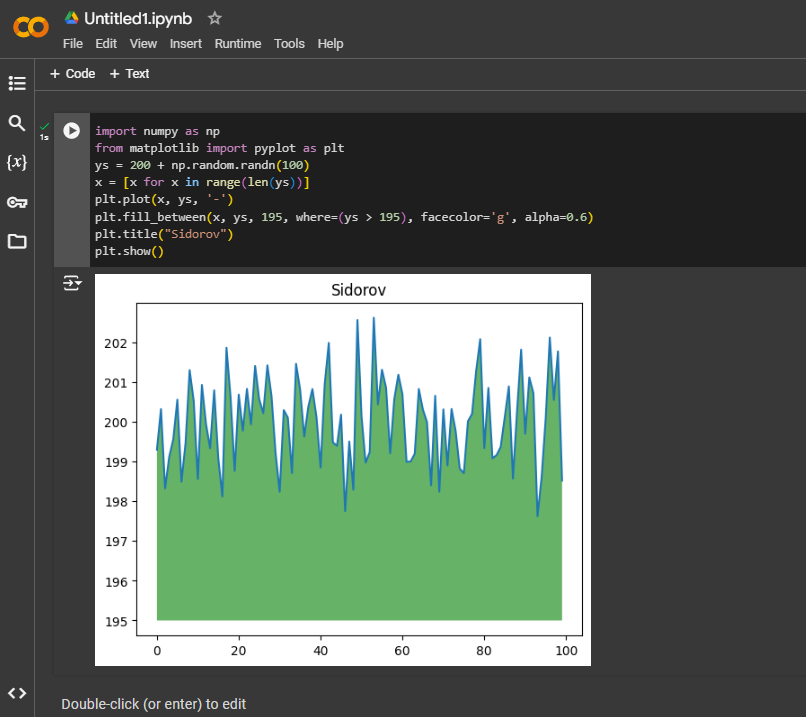 Untitled1.ipynb
File Edit View Insert Runtime Tools Help
+ Code + Text
1s
import numpy as np
from matplotlib import pyplot as plt
ys = 200 + np.random.randn(100)
x = [x for x in range(len(ys))]
plt.plot(x, ys, '-')
plt.fill_between(x, ys, 195, where=(ys > 195), facecolor='g', alpha=0.6)
plt.title("Sidorov")
plt.show()
{x}
Sidorov
202
201
200
199
198
197
196
195
0 20 40 60 80 100
Double-click (or enter) to edit